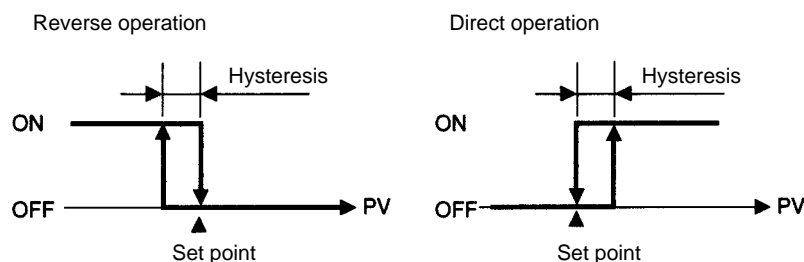 Reverse operation
Hysteresis
ON
OFF
PV
Set point
Direct operation
Hysteresis
ON
OFF
PV
Set point